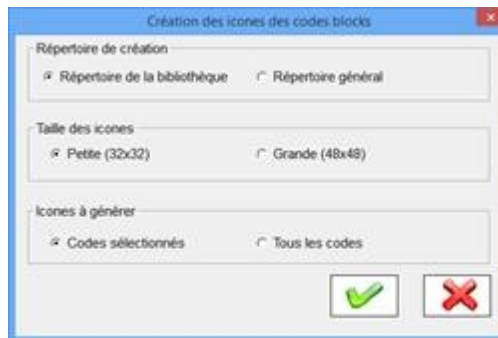 Création des icones des codes blocks
Répertoire de création
Répertoire de la bibliothèque Répertoire général
Taille des icones
Petite (32x32) Grande (48x48)
Icones à générer
Codes sélectionnés Tous les codes